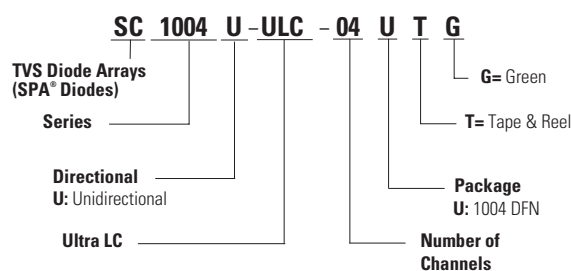 SC 1004 U - ULC - 04 U T G
TVS Diode Arrays
(SPA® Diodes)
G= Green
Series
T= Tape & Reel
Directional
U: Unidirectional
Package
U: 1004 DFN
Ultra LC
Number of
Channels